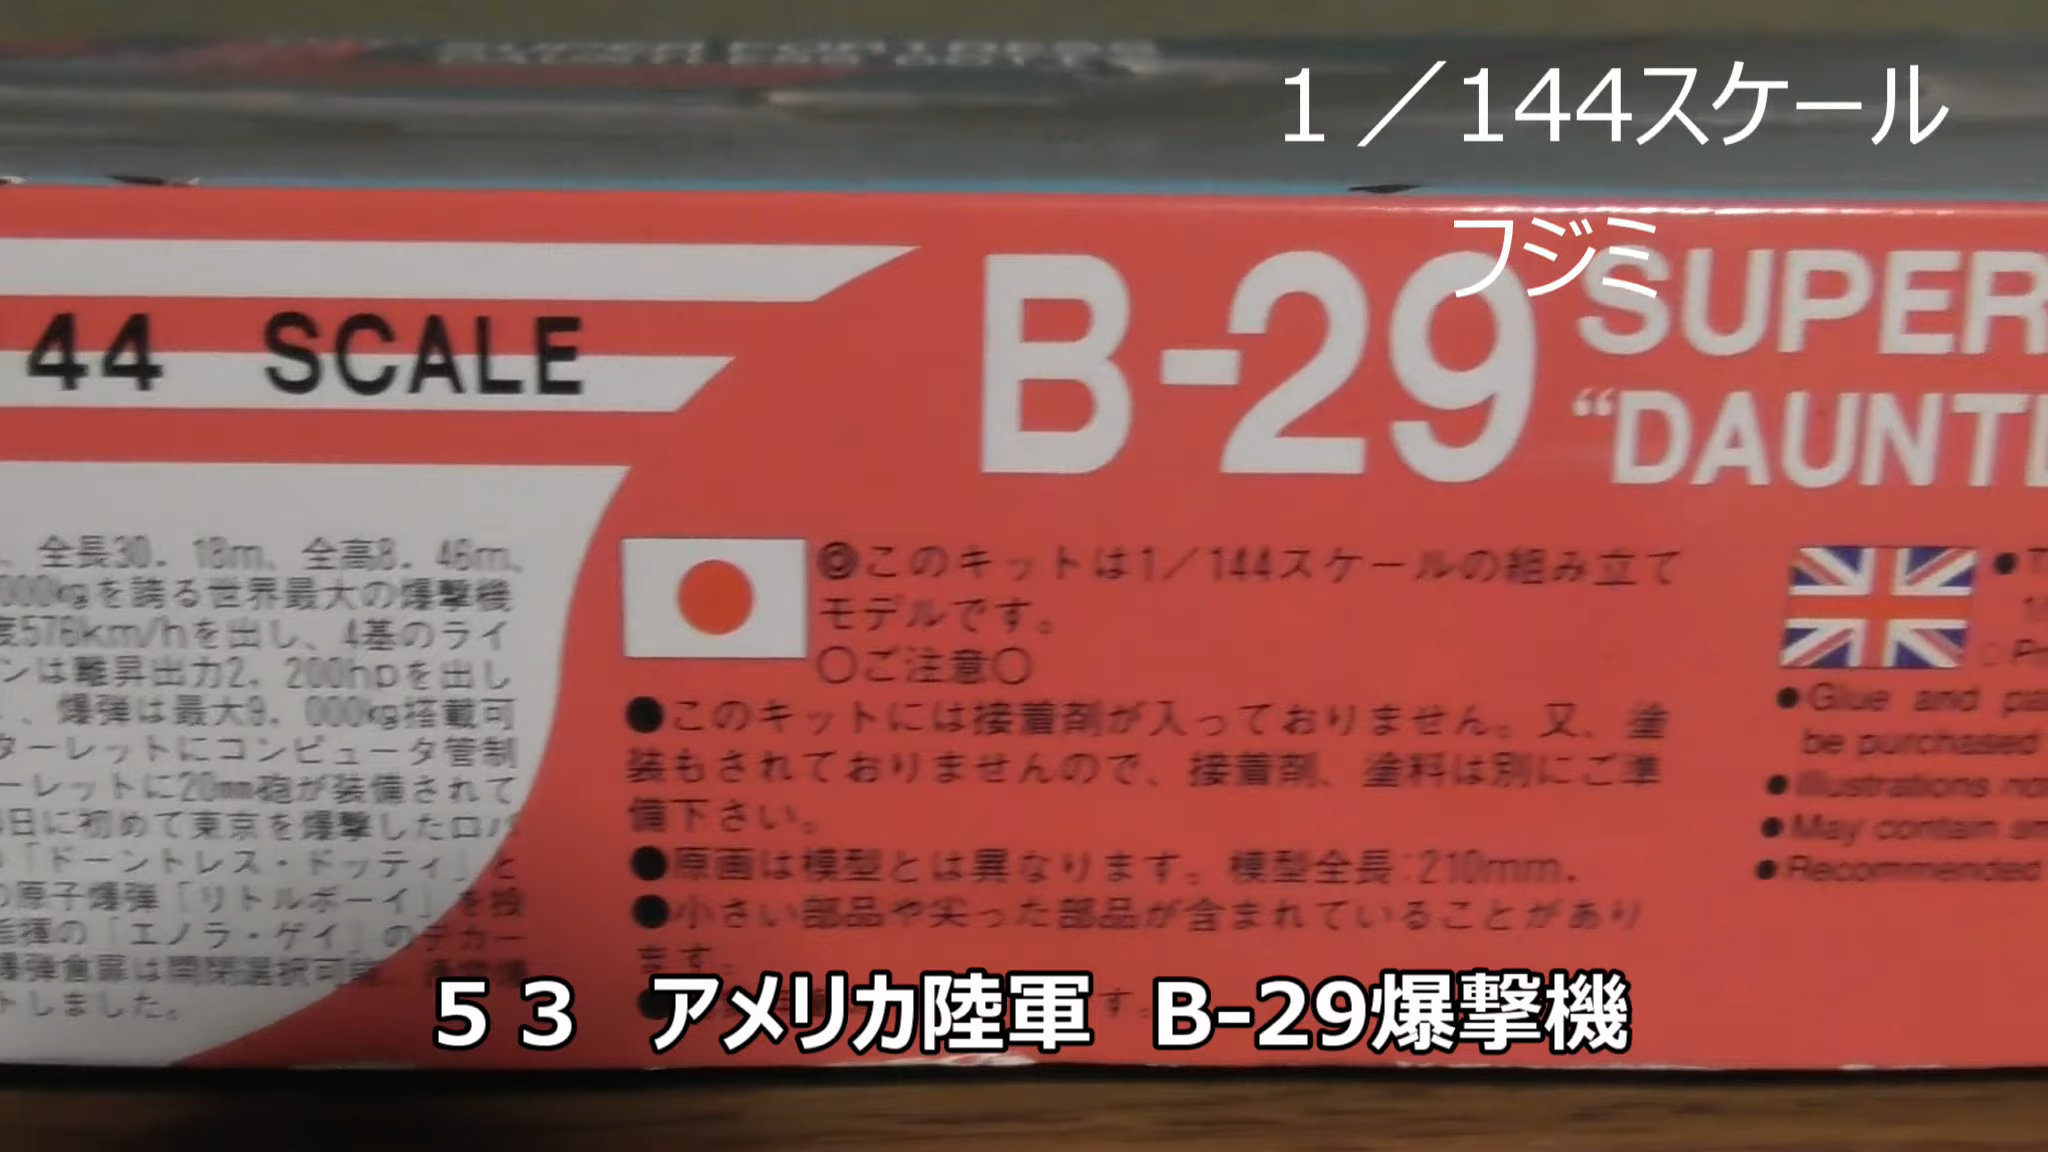 SUPER FORTRESS
1／144スケール
フジミ
44 SCALE
B-29
SUPER
“DAUNTL
、全長30．18m、全高8．46m、
000kgを誇る世界最大の爆撃機
度576km/hを出し、4基のライ
ンは離昇出力2．200hpを出し
、爆弾は最大9．000kg搭載可
ターレットにコンピュータ管制
ーレットに20mm砲が装備されて
日に初めて東京を爆撃したロバ
「ドーントレス・ドッティ」と
の原子爆弾「リトルボーイ」を投
指揮の「エノラ・ゲイ」のデカー
爆弾倉扉は開閉選択可能
トしました。
◎このキットは1／144スケールの組み立て
モデルです。
〇ご注意〇
●このキットには接着剤が入っておりません。又、塗
装もされておりませんので、接着剤、塗料は別にご準
備下さい。
●原画は模型とは異なります。模型全長:210mm.
●小さい部品や尖った部品が含まれていることがあり
ます。
す。
●Glue and pa
be purchased
●Illustrations no
●May contain sm
●Recommended
５３ アメリカ陸軍 B-29爆撃機